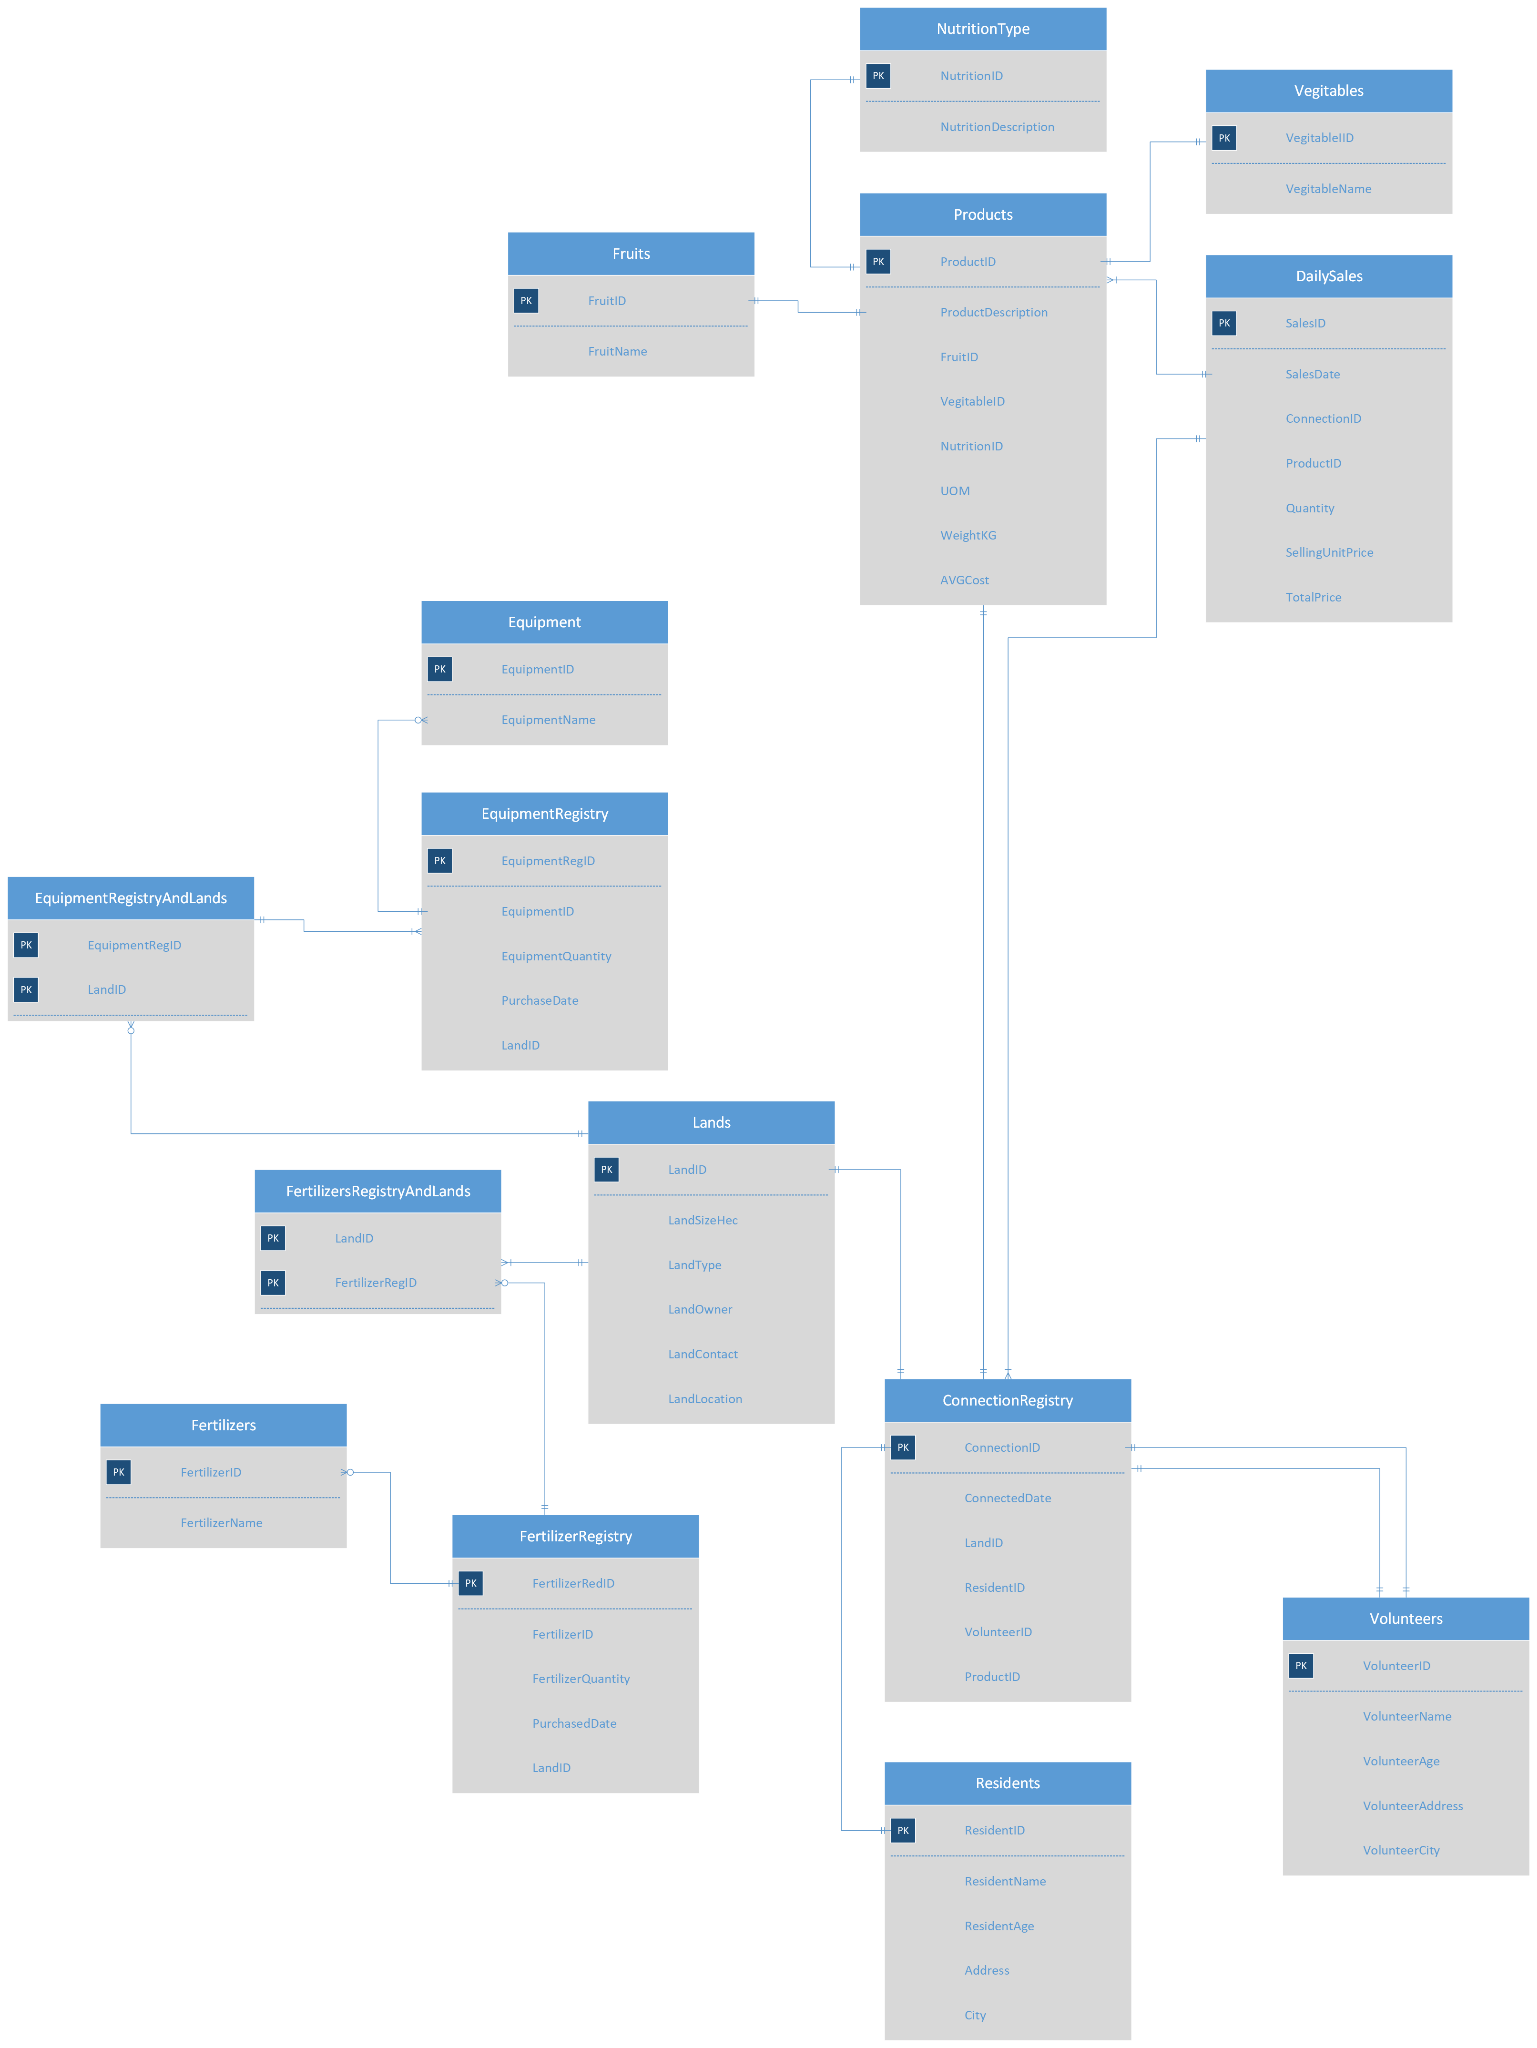 NutritionType
PK NutritionID
NutritionDescription
Vegitables
PK VegitableIID
VegitableName
Products
PK ProductID
ProductDescription
FruitID
VegitableID
NutritionID
UOM
WeightKG
AVGCost
Fruits
PK FruitID
FruitName
DailySales
PK SalesID
SalesDate
ConnectionID
ProductID
Quantity
SellingUnitPrice
TotalPrice
Equipment
PK EquipmentID
EquipmentName
EquipmentRegistry
PK EquipmentRegID
EquipmentID
EquipmentQuantity
PurchaseDate
LandID
EquipmentRegistryAndLands
PK EquipmentRegID
PK LandID
Lands
PK LandID
LandSizeHec
LandType
LandOwner
LandContact
LandLocation
FertilizersRegistryAndLands
PK LandID
PK FertilizerRegID
Fertilizers
PK FertilizerID
FertilizerName
FertilizerRegistry
PK FertilizerRedID
FertilizerID
FertilizerQuantity
PurchasedDate
LandID
ConnectionRegistry
PK ConnectionID
ConnectedDate
LandID
ResidentID
VolunteerID
ProductID
Volunteers
PK VolunteerID
VolunteerName
VolunteerAge
VolunteerAddress
VolunteerCity
Residents
PK ResidentID
ResidentName
ResidentAge
Address
City